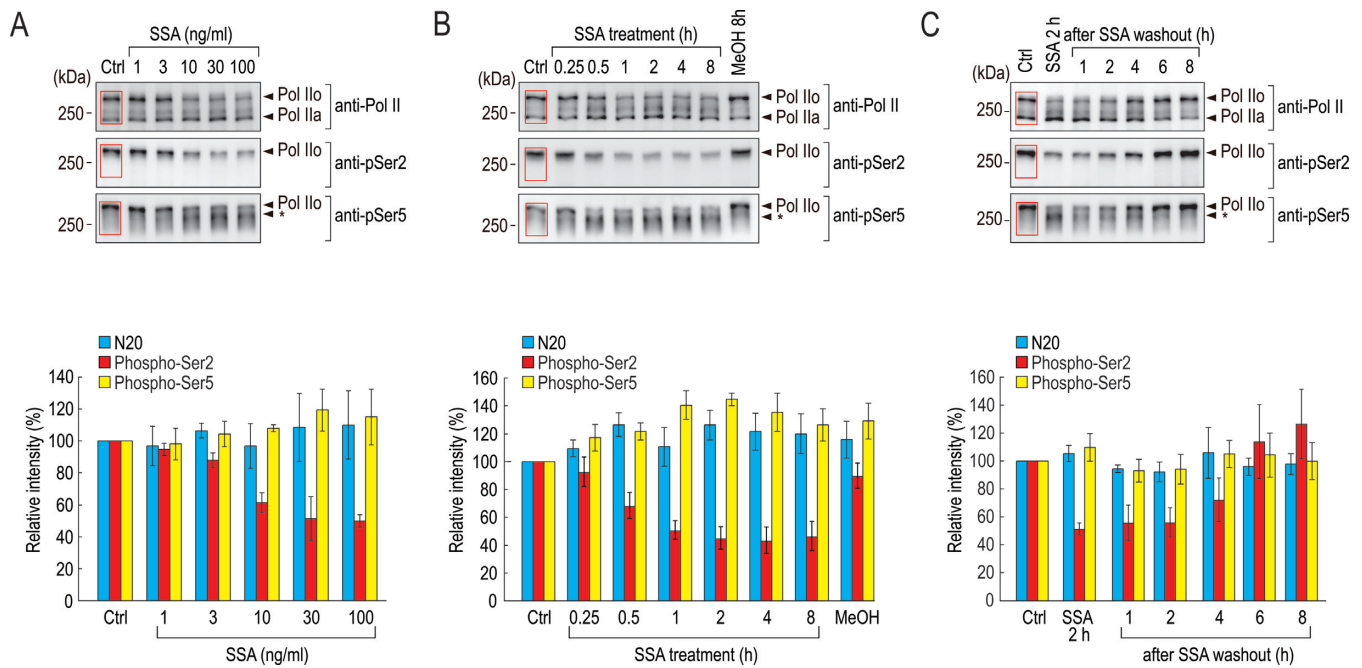 A
SSA (ng/ml)
Ctrl 1 3 10 30 100
(kDa)
250
Pol IIo
Pol IIa
anti-Pol II
250
Pol IIo
anti-pSer2
250
Pol IIo
*
anti-pSer5
N20
Phospho-Ser2
Phospho-Ser5
Relative intensity (%)
140
120
100
80
60
40
20
0
Ctrl 1 3 10 30 100
SSA (ng/ml)
B
SSA treatment (h)
MeOH 8h
Ctrl 0.25 0.5 1 2 4 8
(kDa)
250
Pol IIo
Pol IIa
anti-Pol II
250
Pol IIo
anti-pSer2
250
Pol IIo
*
anti-pSer5
N20
Phospho-Ser2
Phospho-Ser5
Relative intensity (%)
160
140
120
100
80
60
40
20
0
Ctrl 0.25 0.5 1 2 4 8 MeOH
SSA treatment (h)
C
SSA 2 h
after SSA washout (h)
Ctrl 1 2 4 6 8
(kDa)
250
Pol IIo
Pol IIa
anti-Pol II
250
Pol IIo
anti-pSer2
250
Pol IIo
*
anti-pSer5
N20
Phospho-Ser2
Phospho-Ser5
Relative intensity (%)
160
140
120
100
80
60
40
20
0
Ctrl SSA 1 2 4 6 8
2 h
after SSA washout (h)